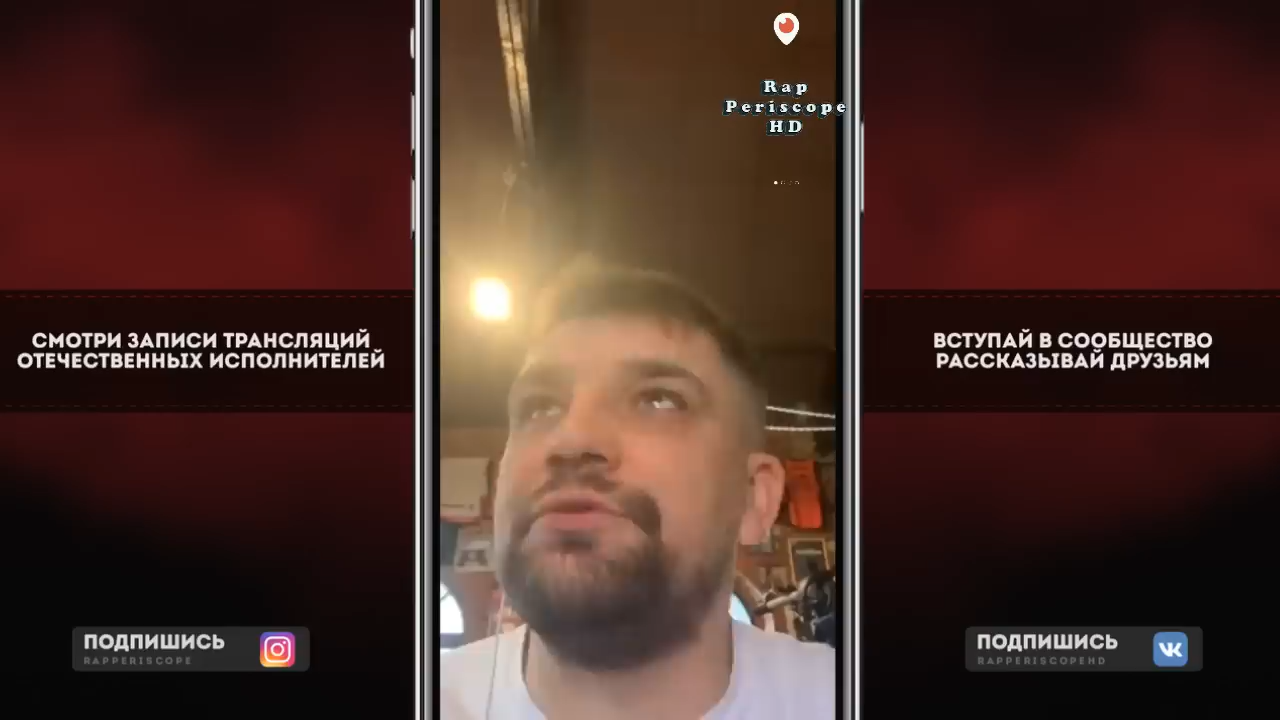 Rap
Periscope
HD
СМОТРИ ЗАПИСИ ТРАНСЛЯЦИЙ
ОТЕЧЕСТВЕННЫХ ИСПОЛНИТЕЛЕЙ
ВСТУПАЙ В СООБЩЕСТВО
РАССКАЗЫВАЙ ДРУЗЬЯМ
ПОДПИШИСЬ
RAPPERISCOPE
ПОДПИШИСЬ
RAPPERISCOPEHD